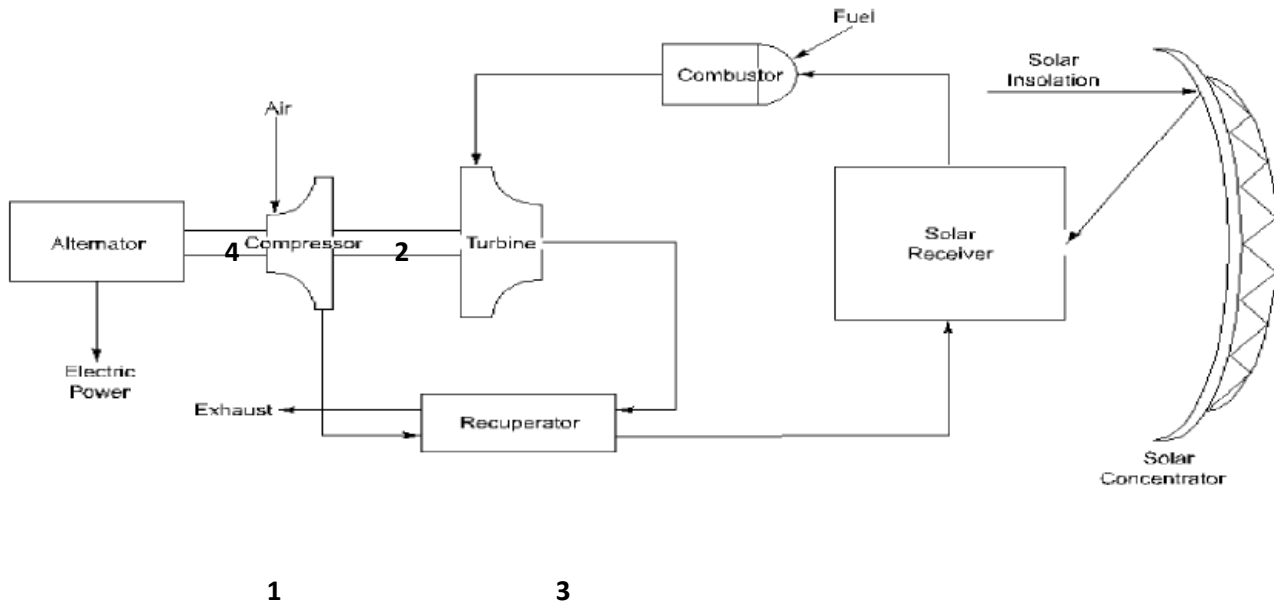 Fuel
Combustor
Solar
Insolation
Air
Alternator
Compressor
Turbine
4
2
Solar
Receiver
Electric
Power
Exhaust
Recuperator
Solar
Concentrator
1
3